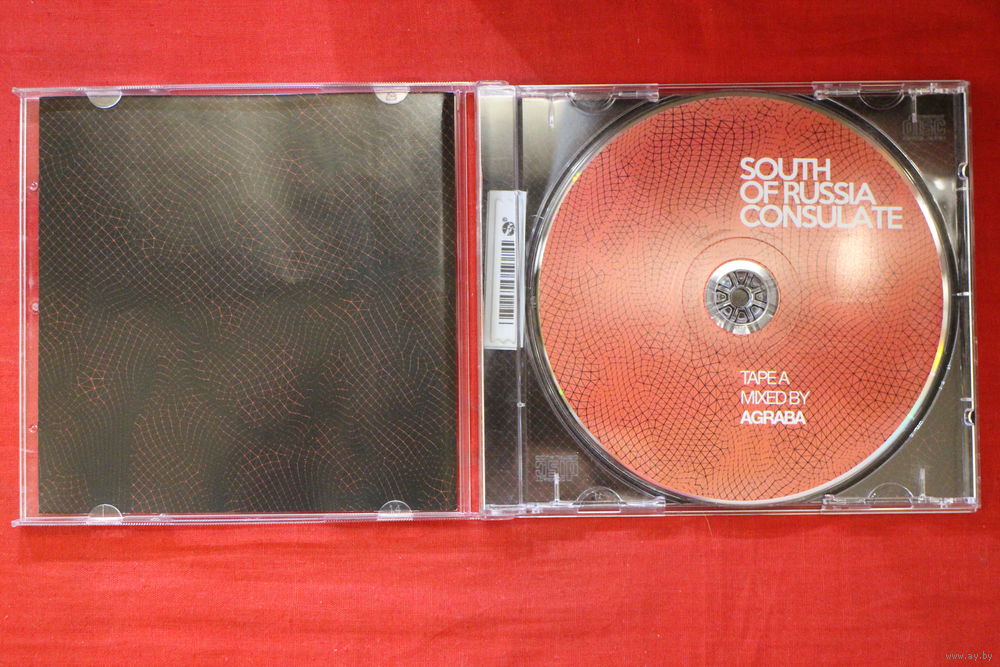 SOUTH
OF RUSSIA
CONSULATE
TAPE A
MIXED BY
AGRABA
www.ay.by